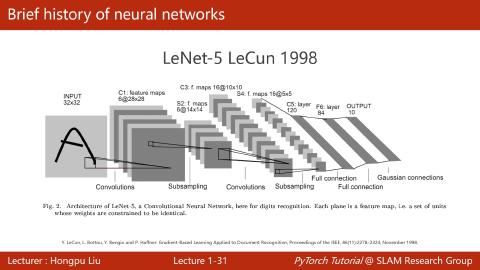 Brief history of neural networks
LeNet-5 LeCun 1998
INPUT
32x32
C1: feature maps
6@28x28
S2: f. maps
6@14x14
C3: f. maps 16@10x10
S4: f. maps 16@5x5
C5: layer
120
F6: layer
84
OUTPUT
10
Convolutions
Subsampling
Convolutions
Subsampling
Full connection
Full connection
Gaussian connections
Fig. 2. Architecture of LeNet-5, a Convolutional Neural Network, here for digits recognition. Each plane is a feature map, i.e. a set of units
whose weights are constrained to be identical.
Y. LeCun, L. Bottou, Y. Bengio and P. Haffner: Gradient-Based Learning Applied to Document Recognition, Proceedings of the IEEE, 86(11):2278-2324, November 1998,
Lecturer : Hongpu Liu
Lecture 1-31
PyTorch Tutorial @ SLAM Research Group